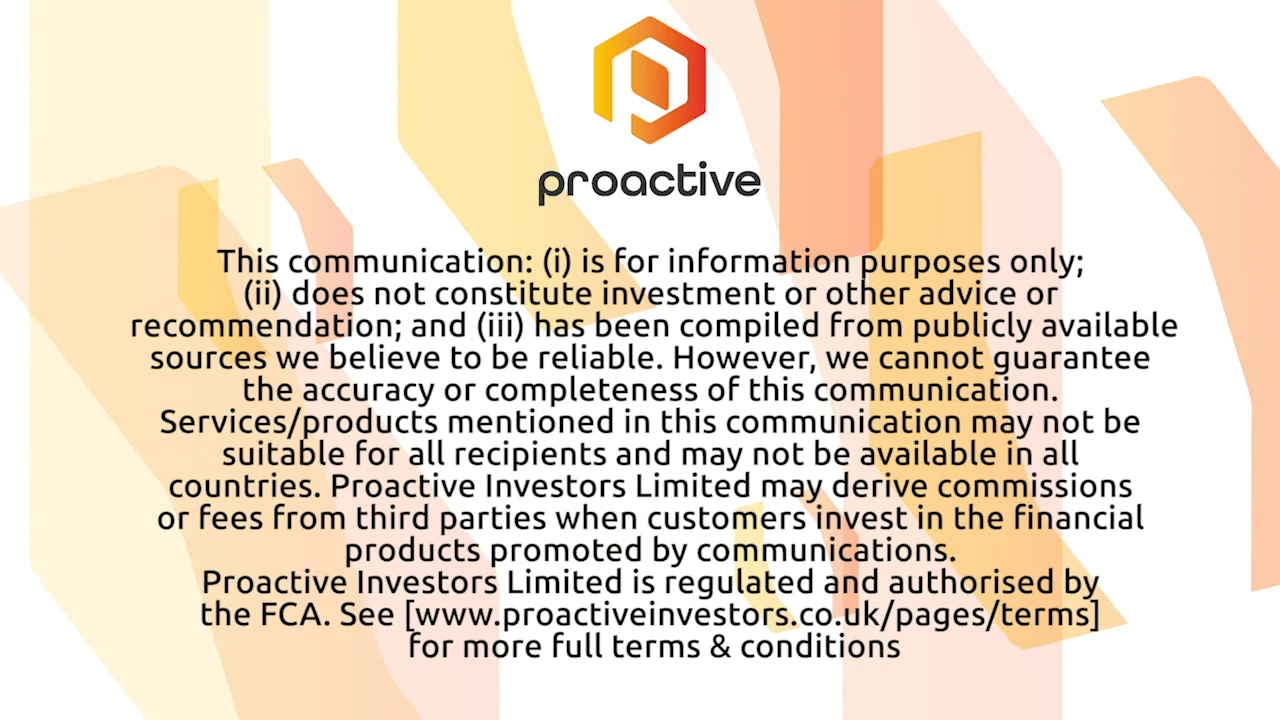 proactive
This communication: (i) is for information purposes only;
(ii) does not constitute investment or other advice or
recommendation; and (iii) has been compiled from publicly available
sources we believe to be reliable. However, we cannot guarantee
the accuracy or completeness of this communication.
Services/products mentioned in this communication may not be
suitable for all recipients and may not be available in all
countries. Proactive Investors Limited may derive commissions
or fees from third parties when customers invest in the financial
products promoted by communications.
Proactive Investors Limited is regulated and authorised by
the FCA. See [www.proactiveinvestors.co.uk/pages/terms]
for more full terms & conditions